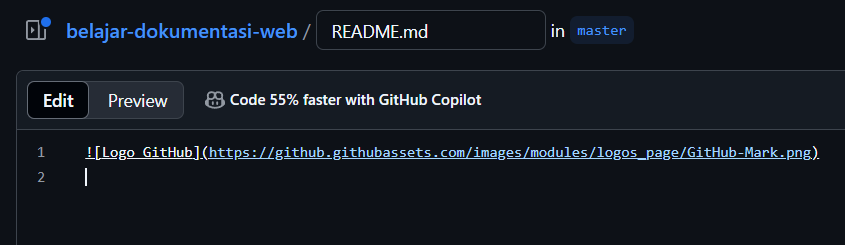 belajar-dokumentasi-web / README.md in master
Edit Preview Code 55% faster with GitHub Copilot
1 ![Logo GitHub](https://github.githubassets.com/images/modules/logos_page/GitHub-Mark.png)
2